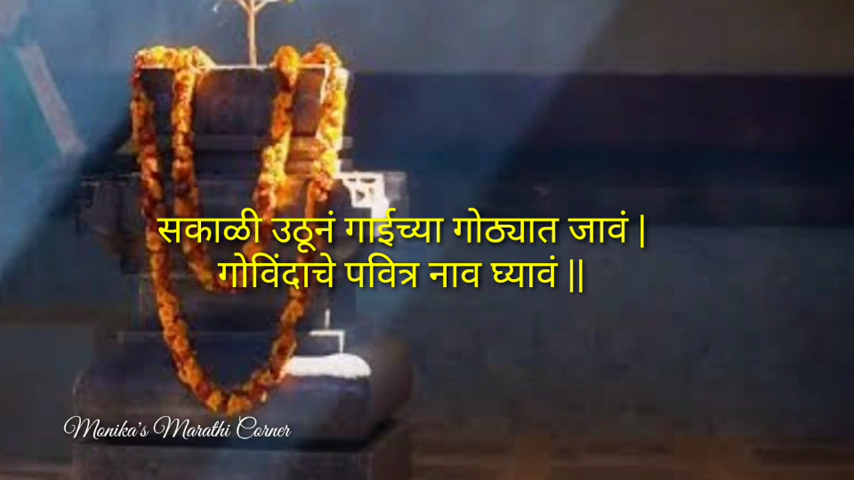 सकाळी उठूनं गाईच्या गोठ्यात जावं |
गोविंदाचे पवित्र नाव घ्यावं ||
Monika's Marathi Corner